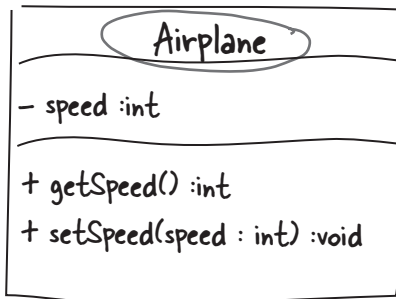 Airplane
- speed :int
+ getSpeed() :int
+ setSpeed(speed : int) :void